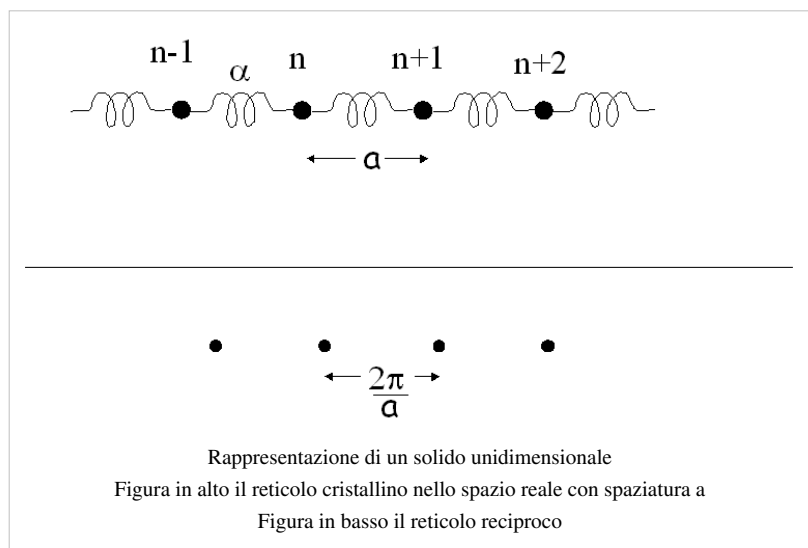 n-1 α n n+1 n+2
a
2π
a
Rappresentazione di un solido unidimensionale
Figura in alto il reticolo cristallino nello spazio reale con spaziatura a
Figura in basso il reticolo reciproco